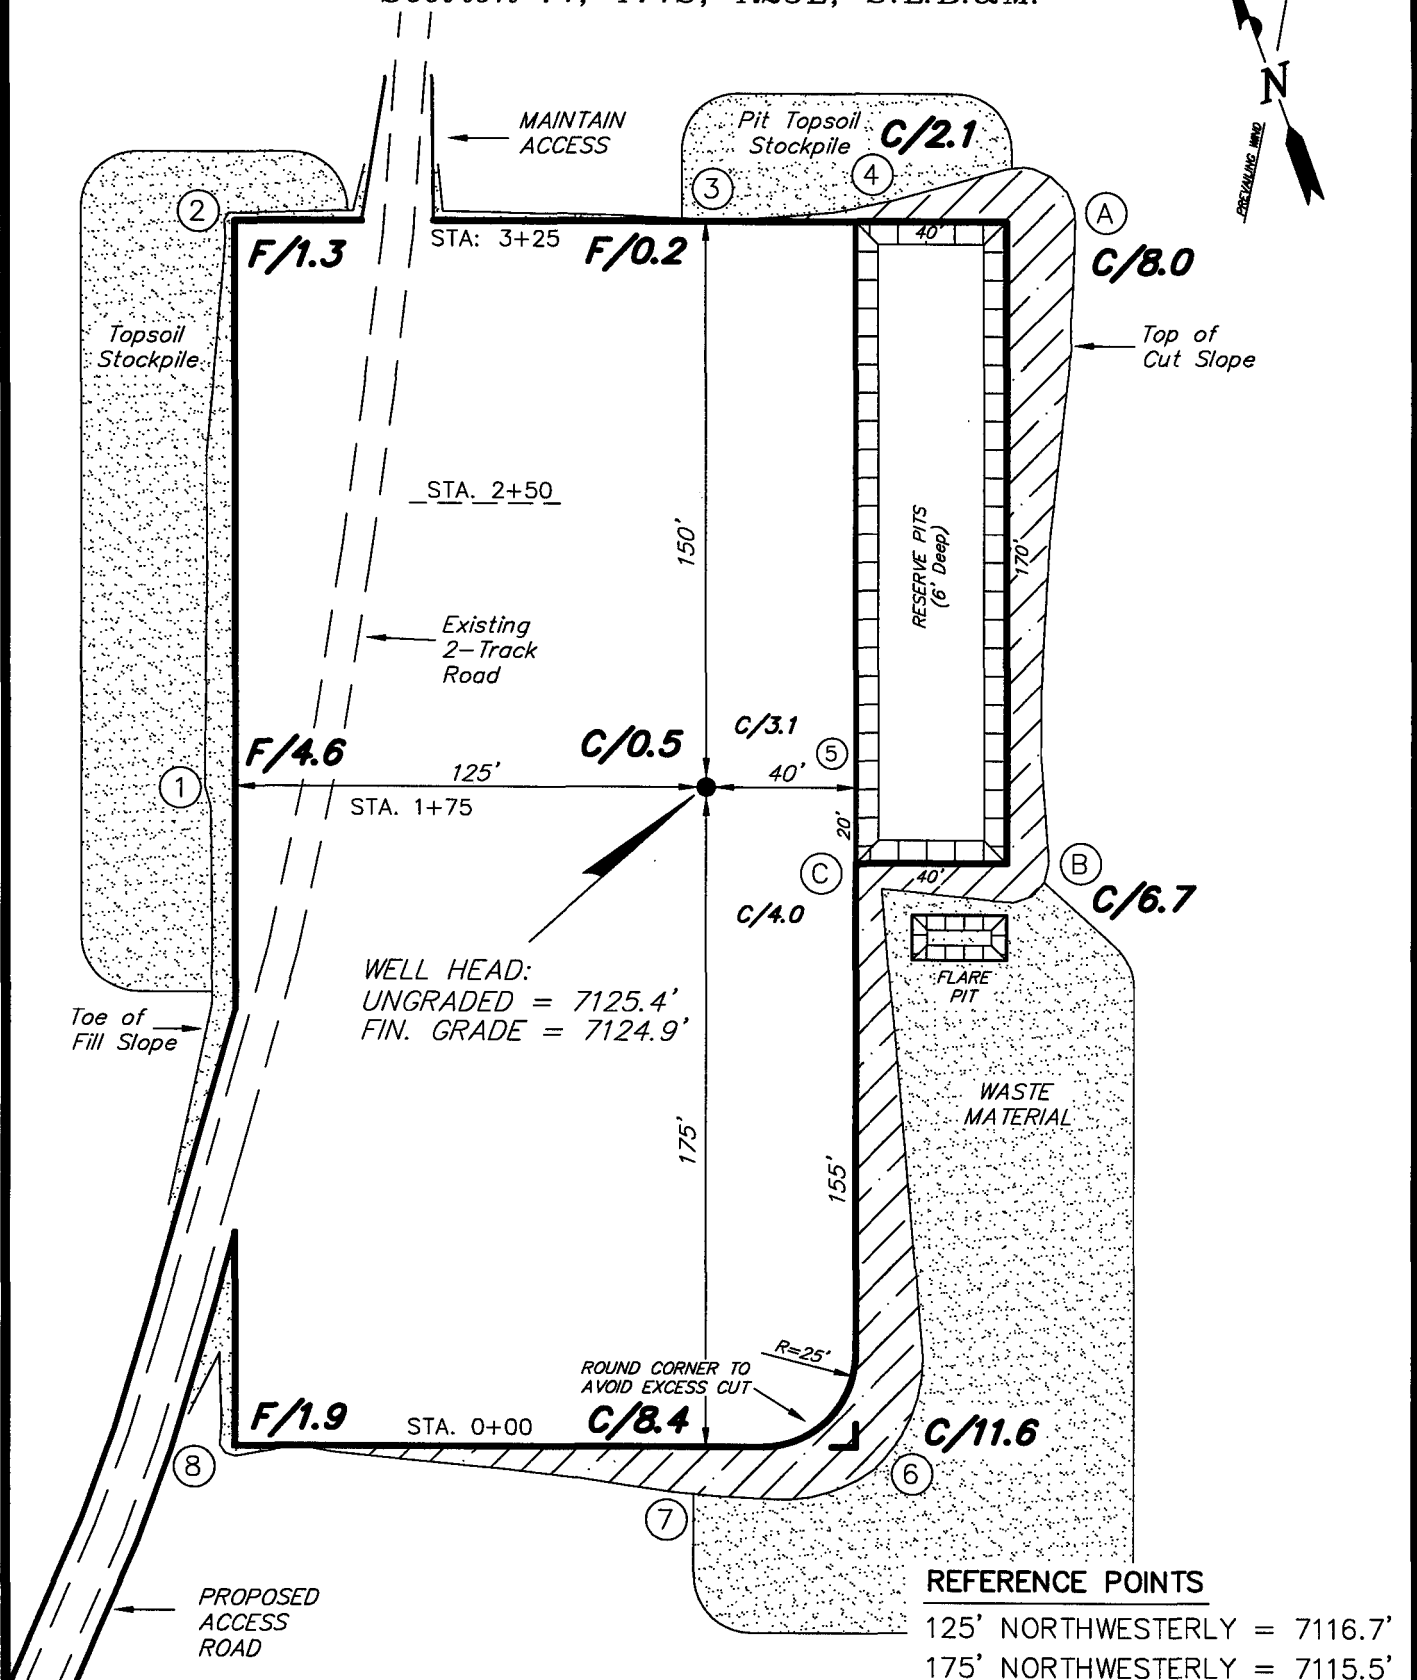 N
PREVAILING WIND
MAINTAIN
ACCESS
Pit Topsoil
Stockpile
C/2.1
4
3
2
A
F/1.3
STA: 3+25
F/0.2
40'
C/8.0
Topsoil
Stockpile
Top of
Cut Slope
STA. 2+50
150'
RESERVE PITS
(6' Deep)
170'
Existing
2-Track
Road
F/4.6
C/0.5
C/3.1
5
1
125'
40'
STA. 1+75
20'
C
40'
B
C/6.7
C/4.0
WELL HEAD:
UNGRADED = 7125.4'
FIN. GRADE = 7124.9'
FLARE
PIT
Toe of
Fill Slope
WASTE
MATERIAL
175'
155'
R=25'
ROUND CORNER TO
AVOID EXCESS CUT
F/1.9
STA. 0+00
C/8.4
C/11.6
8
6
7
PROPOSED
ACCESS
ROAD
REFERENCE POINTS
125' NORTHWESTERLY = 7116.7'
175' NORTHWESTERLY = 7115.5'